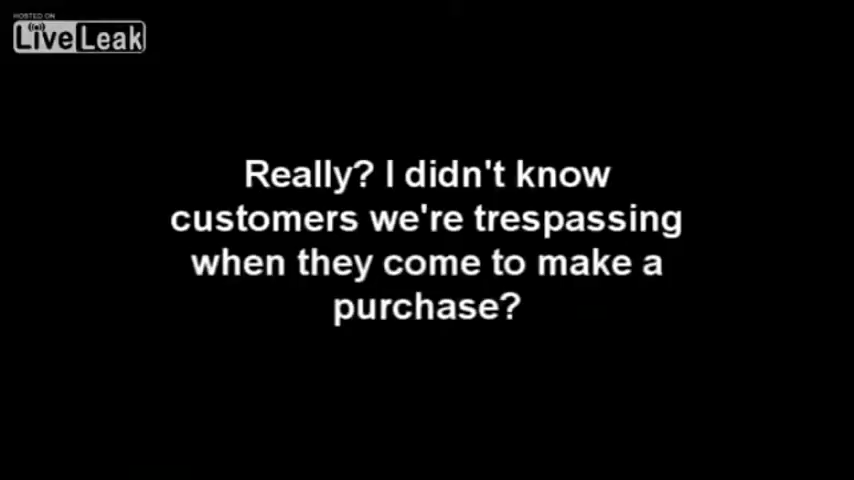 HOSTED ON
LiveLeak
Really? I didn't know
customers we're trespassing
when they come to make a
purchase?